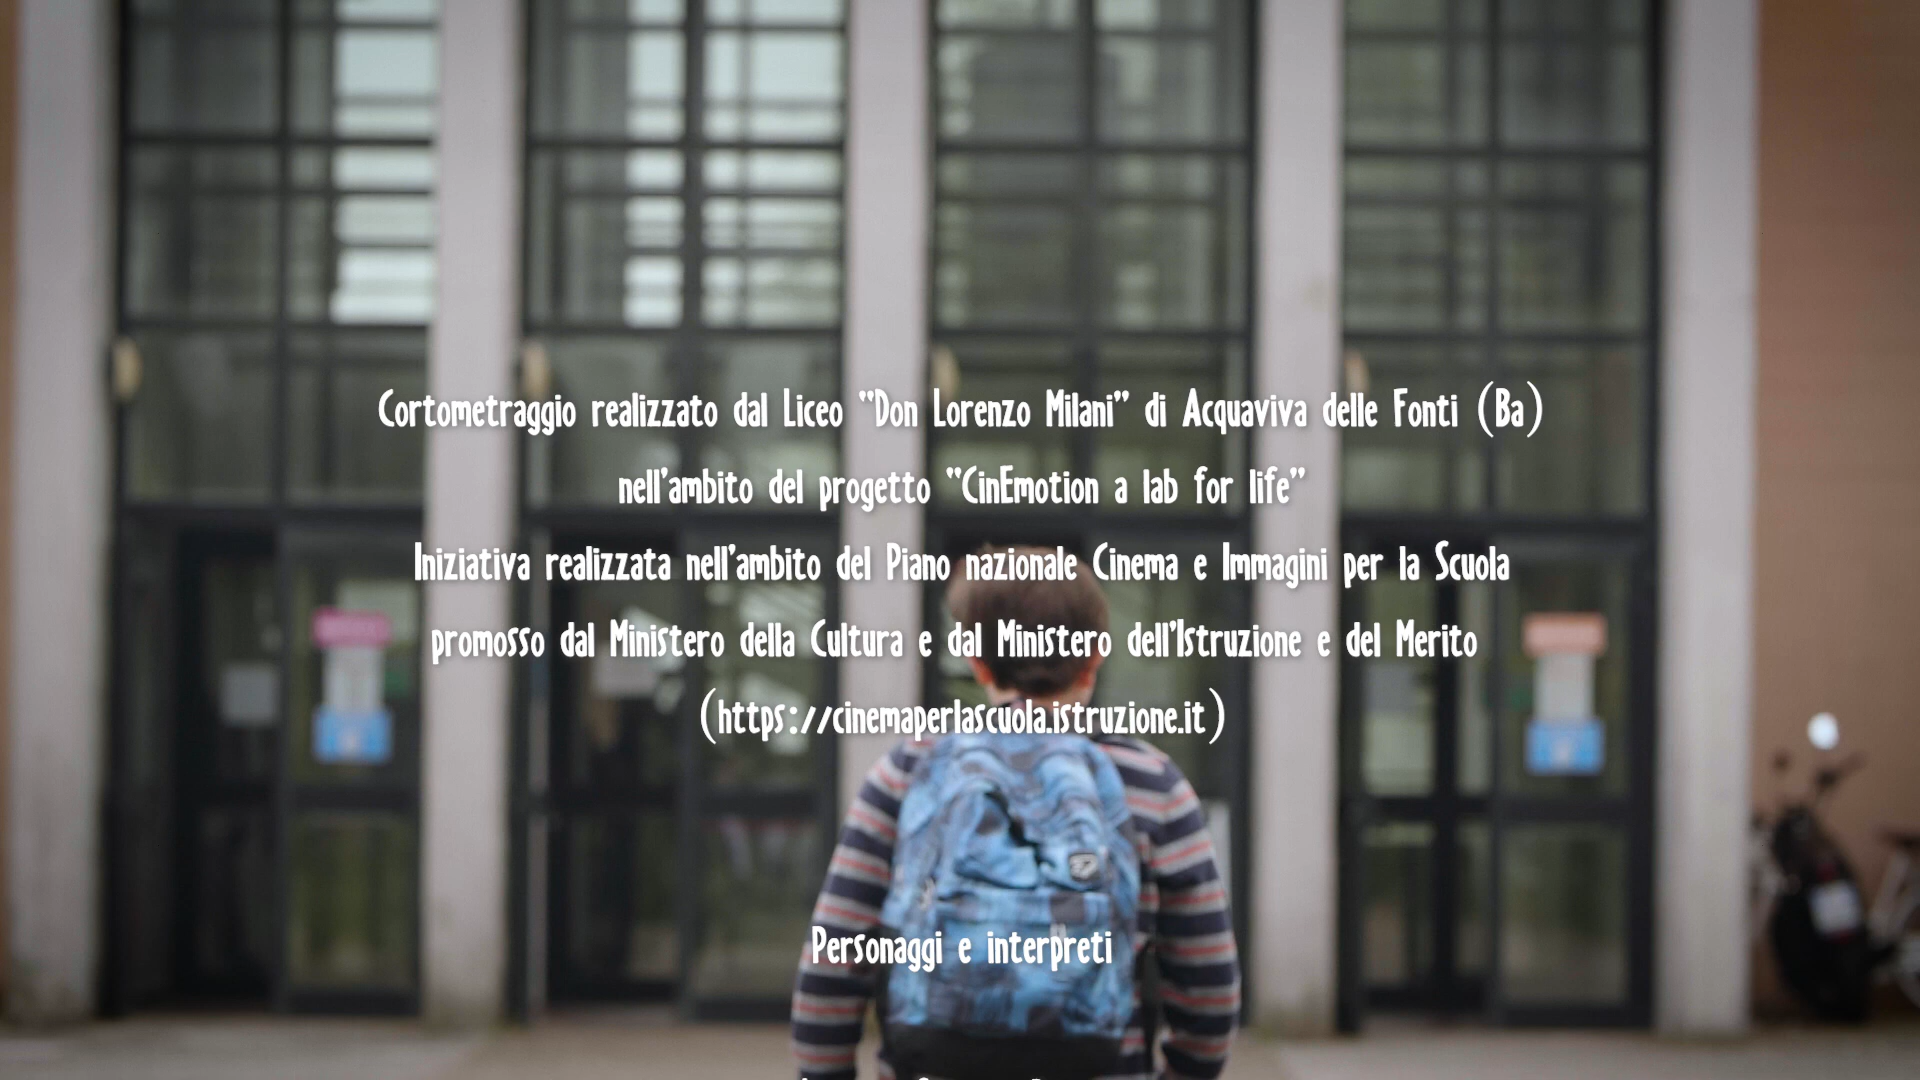 Cortometraggio realizzato dal Liceo “Don Lorenzo Milani” di Acquaviva delle Fonti (Ba)
nell'ambito del progetto “CinEmotion a lab for life”
Iniziativa realizzata nell'ambito del Piano nazionale Cinema e Immagini per la Scuola
promosso dal Ministero della Cultura e dal Ministero dell'Istruzione e del Merito
(https://cinemaperlascuola.istruzione.it)
Personaggi e interpreti